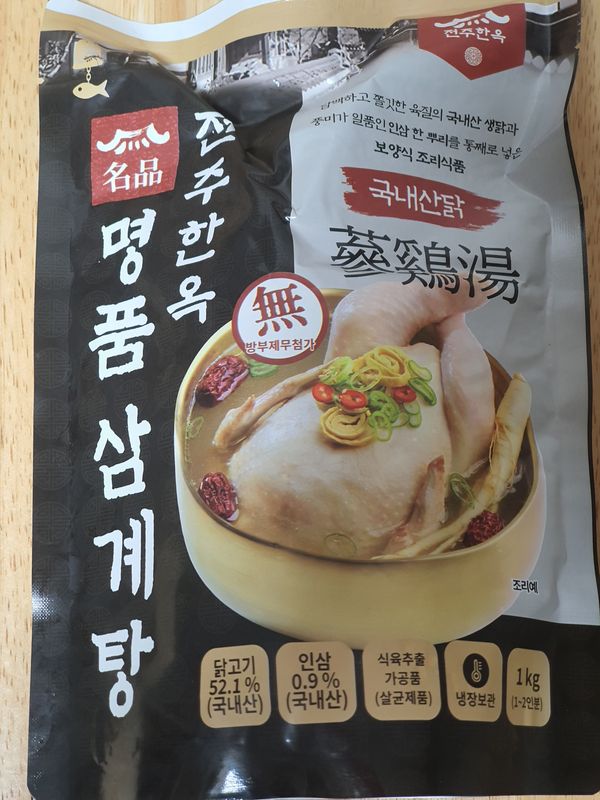 전주한옥
담백하고 쫄깃한 육질의 국내산 생닭과
풍미가 일품인 인삼 한 뿌리를 통째로 넣은
보양식 조리식품
국내산닭
蔘鷄湯
名品
전주한옥
명품삼계탕
無
방부제무첨가
조리예
닭고기
52.1%
(국내산)
인삼
0.9%
(국내산)
식육추출
가공품
(살균제품)
냉장보관
1kg
(1~2인분)